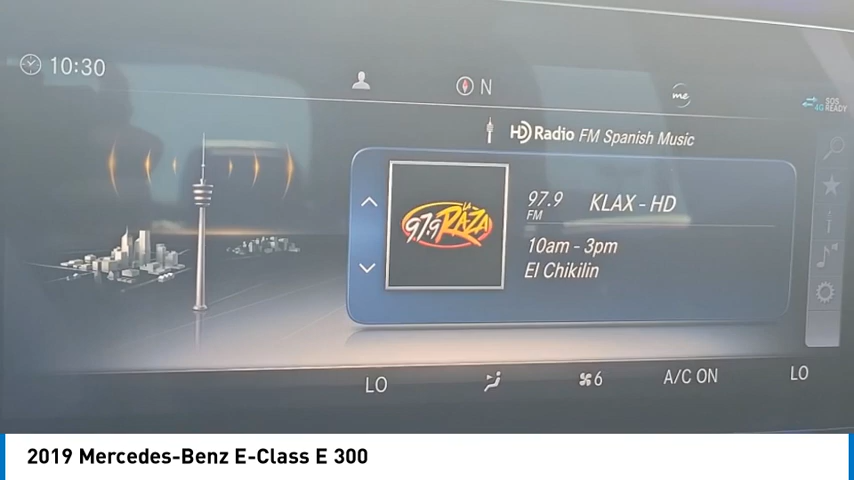 10:30
N
me
SOS
4G READY
HD Radio FM Spanish Music
LA
97.9 RAZA
97.9 KLAX - HD
FM
10am - 3pm
El Chikilin
LO
6
A/C ON
LO
2019 Mercedes-Benz E-Class E 300